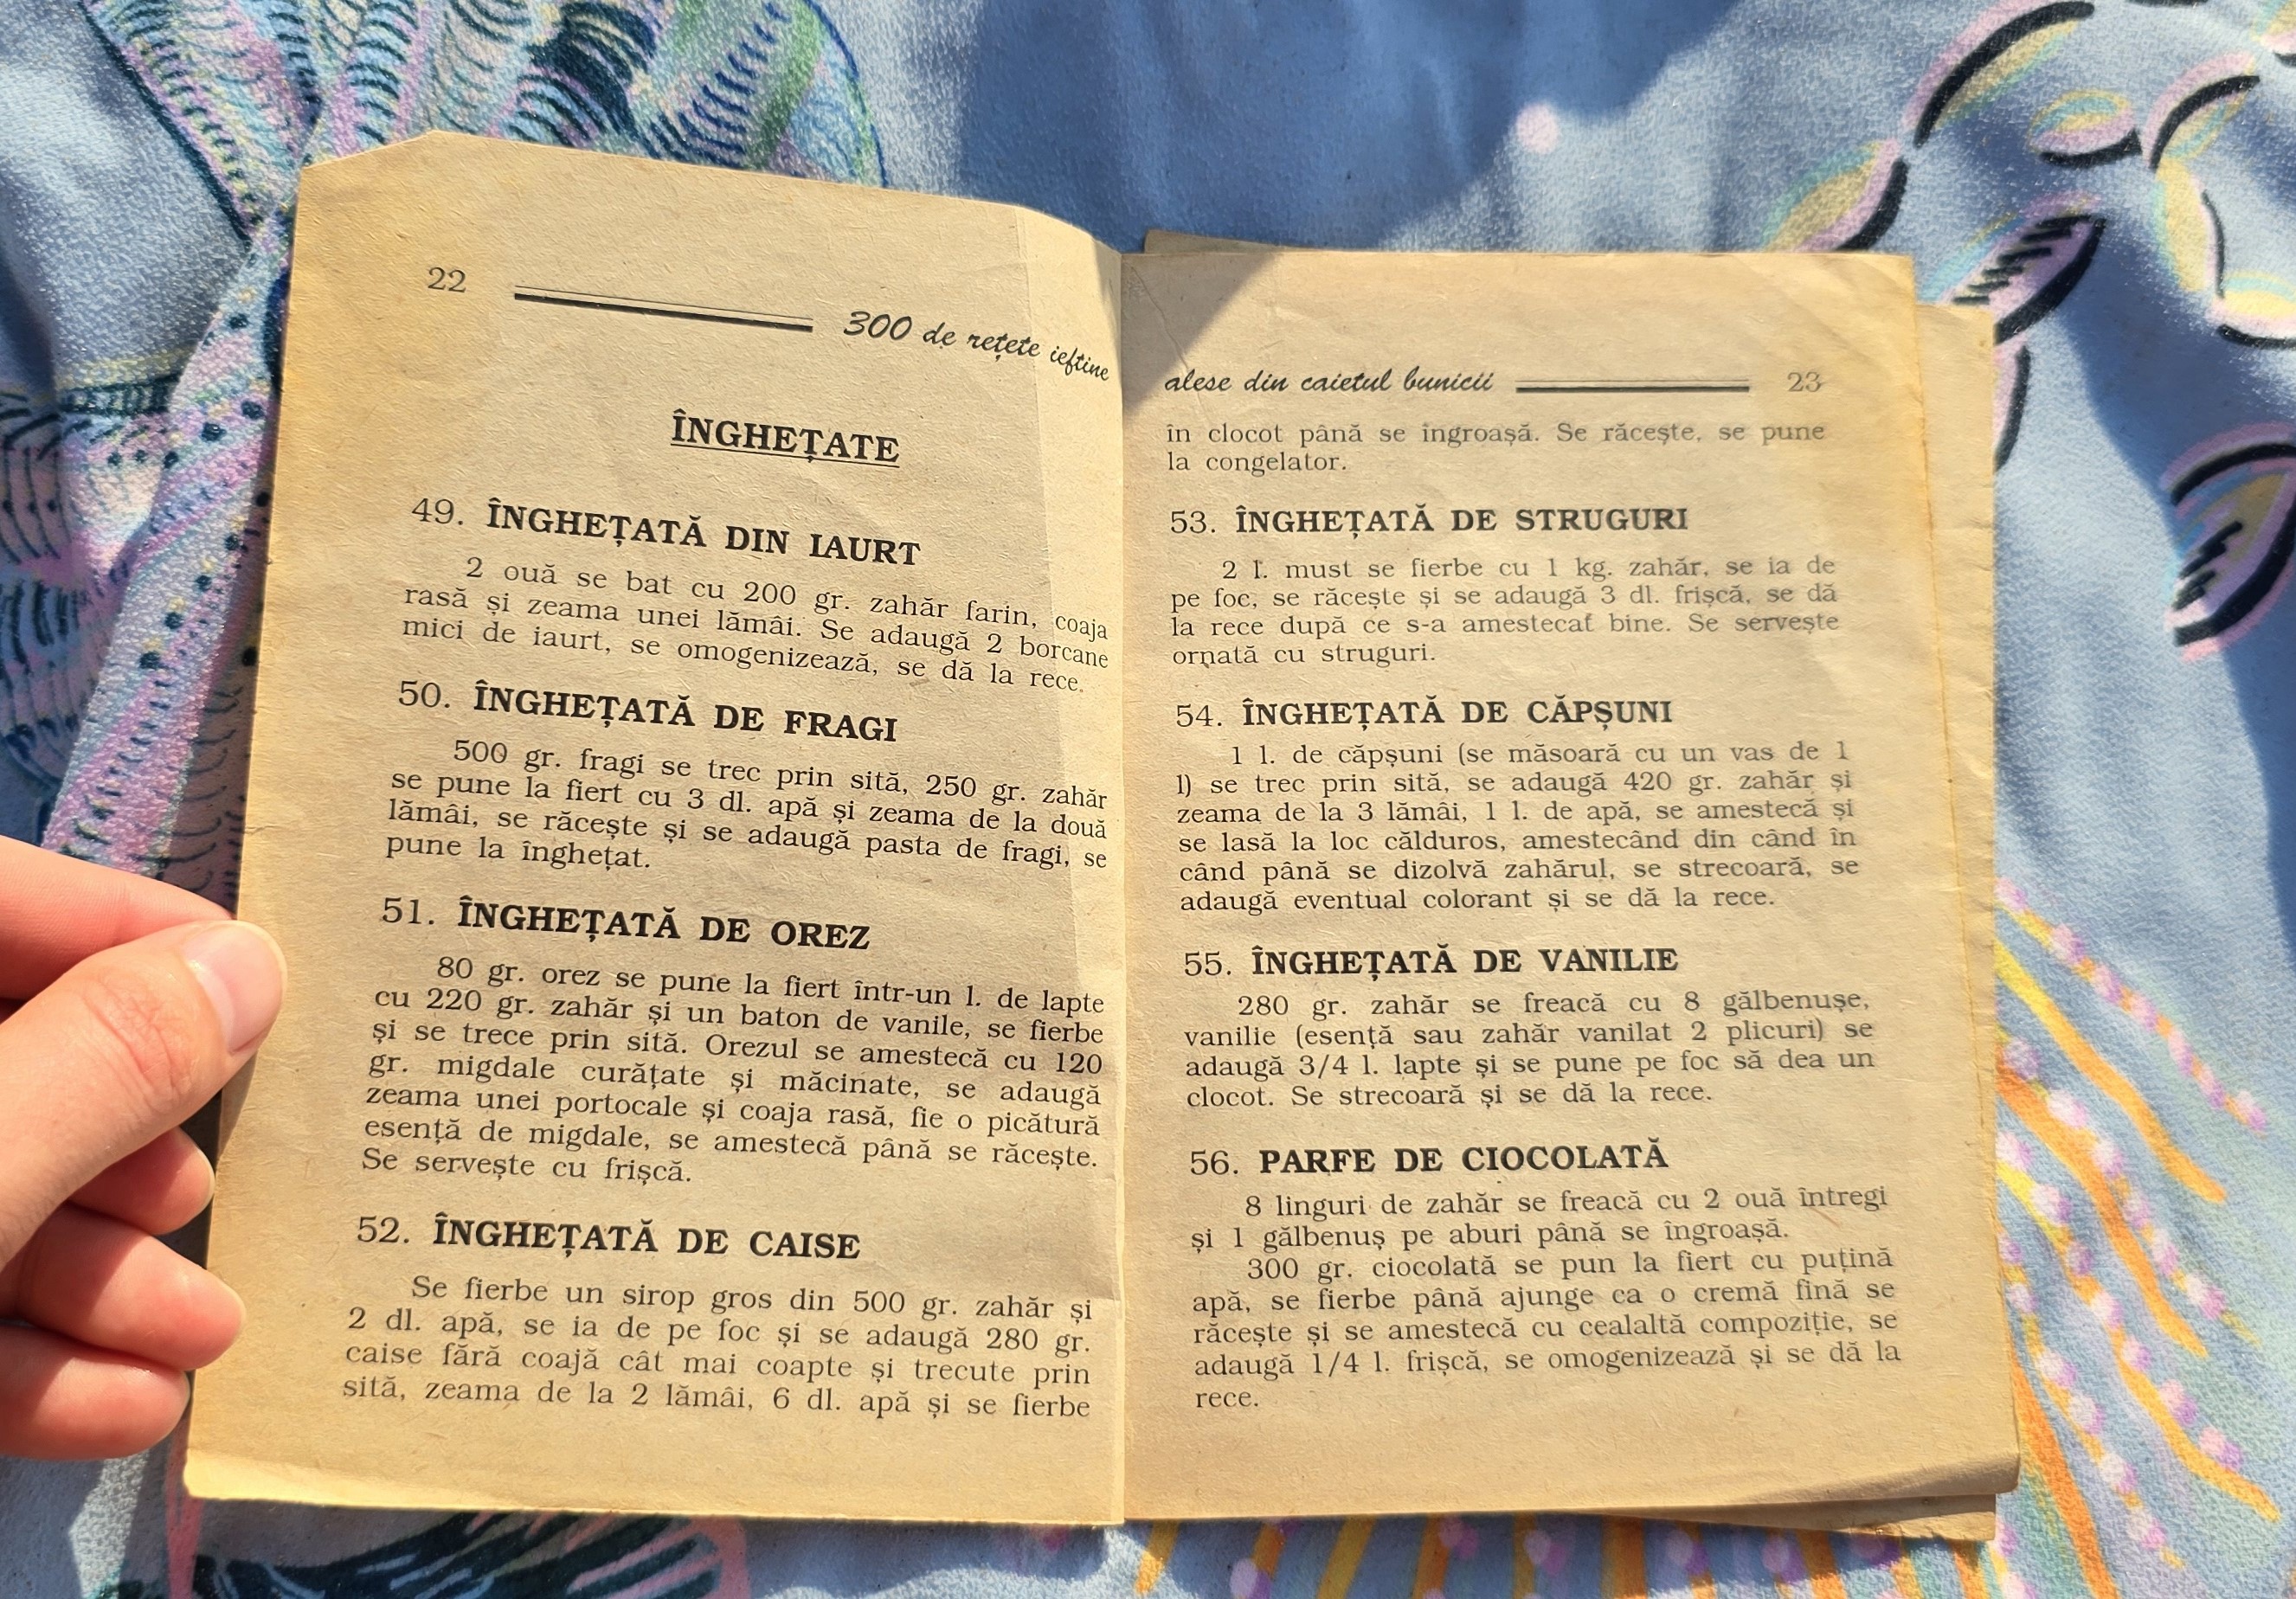 22
300 de rețete ieftine
ÎNGHEȚATE
49. ÎNGHEȚATĂ DIN IAURT
2 ouă se bat cu 200 gr. zahăr farin, coaja
rasă și zeama unei lămâi. Se adaugă 2 borcane
mici de iaurt, se omogenizează, se dă la rece.
50. ÎNGHEȚATĂ DE FRAGI
500 gr. fragi se trec prin sită, 250 gr. zahăr
se pune la fiert cu 3 dl. apă și zeama de la două
lămâi, se răcește și se adaugă pasta de fragi, se
pune la înghețat.
51. ÎNGHEȚATĂ DE OREZ
80 gr. orez se pune la fiert într-un l. de lapte
cu 220 gr. zahăr și un baton de vanile, se fierbe
și se trece prin sită. Orezul se amestecă cu 120
gr. migdale curățate și măcinate, se adaugă
zeama unei portocale și coaja rasă, fie o picătură
esență de migdale, se amestecă până se răcește.
Se servește cu frișcă.
52. ÎNGHEȚATĂ DE CAISE
Se fierbe un sirop gros din 500 gr. zahăr și
2 dl. apă, se ia de pe foc și se adaugă 280 gr.
caise fără coajă cât mai coapte și trecute prin
sită, zeama de la 2 lămâi, 6 dl. apă și se fierbe
alese din caietul bunicii
23
în clocot până se îngroașă. Se răcește, se pune
la congelator.
53. ÎNGHEȚATĂ DE STRUGURI
2 l. must se fierbe cu 1 kg. zahăr, se ia de
pe foc, se răcește și se adaugă 3 dl. frișcă, se dă
la rece după ce s-a amestecat bine. Se servește
ornată cu struguri.
54. ÎNGHEȚATĂ DE CĂPȘUNI
1 l. de căpșuni (se măsoară cu un vas de 1
l) se trec prin sită, se adaugă 420 gr. zahăr și
zeama de la 3 lămâi, 1 l. de apă, se amestecă și
se lasă la loc călduros, amestecând din când în
când până se dizolvă zahărul, se strecoară, se
adaugă eventual colorant și se dă la rece.
55. ÎNGHEȚATĂ DE VANILIE
280 gr. zahăr se freacă cu 8 gălbenușe,
vanilie (esență sau zahăr vanilat 2 plicuri) se
adaugă 3/4 l. lapte și se pune pe foc să dea un
clocot. Se strecoară și se dă la rece.
56. PARFE DE CIOCOLATĂ
8 linguri de zahăr se freacă cu 2 ouă întregi
și 1 gălbenuș pe aburi până se îngroașă.
300 gr. ciocolată se pun la fiert cu puțină
apă, se fierbe până ajunge ca o cremă fină se
răcește și se amestecă cu cealaltă compoziție, se
adaugă 1/4 l. frișcă, se omogenizează și se dă la
rece.